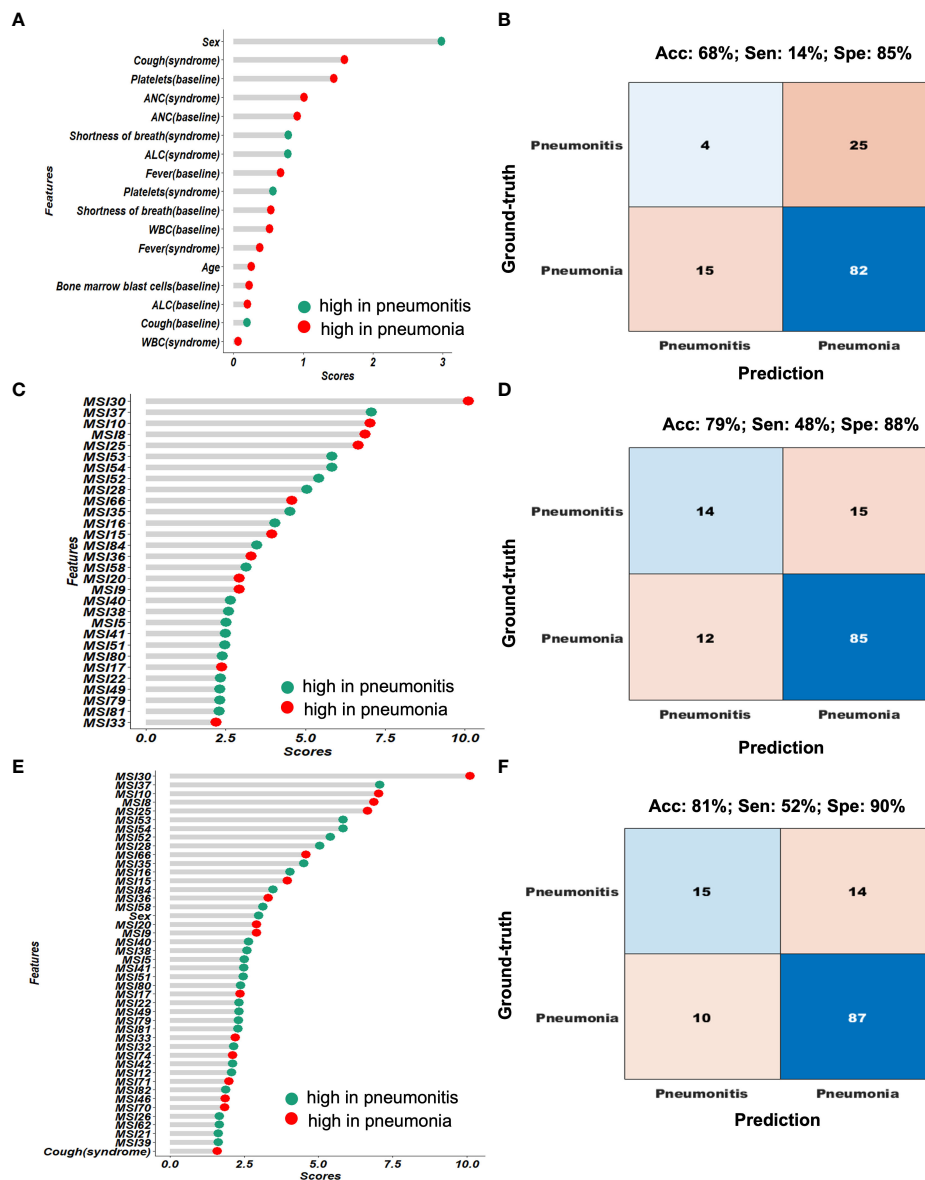 A
Sex
Cough(syndrome)
Platelets(baseline)
ANC(syndrome)
ANC(baseline)
Shortness of breath(syndrome)
ALC(syndrome)
Fever(baseline)
Platelets(syndrome)
Shortness of breath(baseline)
WBC(baseline)
Fever(syndrome)
Age
Bone marrow blast cells(baseline)
ALC(baseline)
Cough(baseline)
WBC(syndrome)
Features
high in pneumonitis
high in pneumonia
0 1 2 3
Scores
B
Acc: 68%; Sen: 14%; Spe: 85%
Ground-truth
Pneumonitis 4 25
Pneumonia 15 82
Pneumonitis Pneumonia
Prediction
C
MSI30
MSI37
MSI10
MSI8
MSI25
MSI53
MSI54
MSI52
MSI28
MSI66
MSI35
MSI16
MSI15
MSI84
MSI36
MSI58
MSI20
MSI9
MSI40
MSI38
MSI5
MSI41
MSI51
MSI80
MSI17
MSI22
MSI49
MSI79
MSI81
MSI33
Features
high in pneumonitis
high in pneumonia
0.0 2.5 5.0 7.5 10.0
Scores
D
Acc: 79%; Sen: 48%; Spe: 88%
Ground-truth
Pneumonitis 14 15
Pneumonia 12 85
Pneumonitis Pneumonia
Prediction
E
MSI30
MSI37
MSI10
MSI8
MSI25
MSI53
MSI54
MSI52
MSI28
MSI66
MSI35
MSI16
MSI15
MSI84
MSI36
MSI58
Sex
MSI20
MSI9
MSI40
MSI38
MSI5
MSI41
MSI51
MSI80
MSI17
MSI22
MSI49
MSI79
MSI81
MSI33
MSI32
MSI74
MSI42
MSI12
MSI71
MSI82
MSI46
MSI70
MSI26
MSI62
MSI21
MSI39
Cough(syndrome)
Features
high in pneumonitis
high in pneumonia
0.0 2.5 5.0 7.5 10.0
Scores
F
Acc: 81%; Sen: 52%; Spe: 90%
Ground-truth
Pneumonitis 15 14
Pneumonia 10 87
Pneumonitis Pneumonia
Prediction